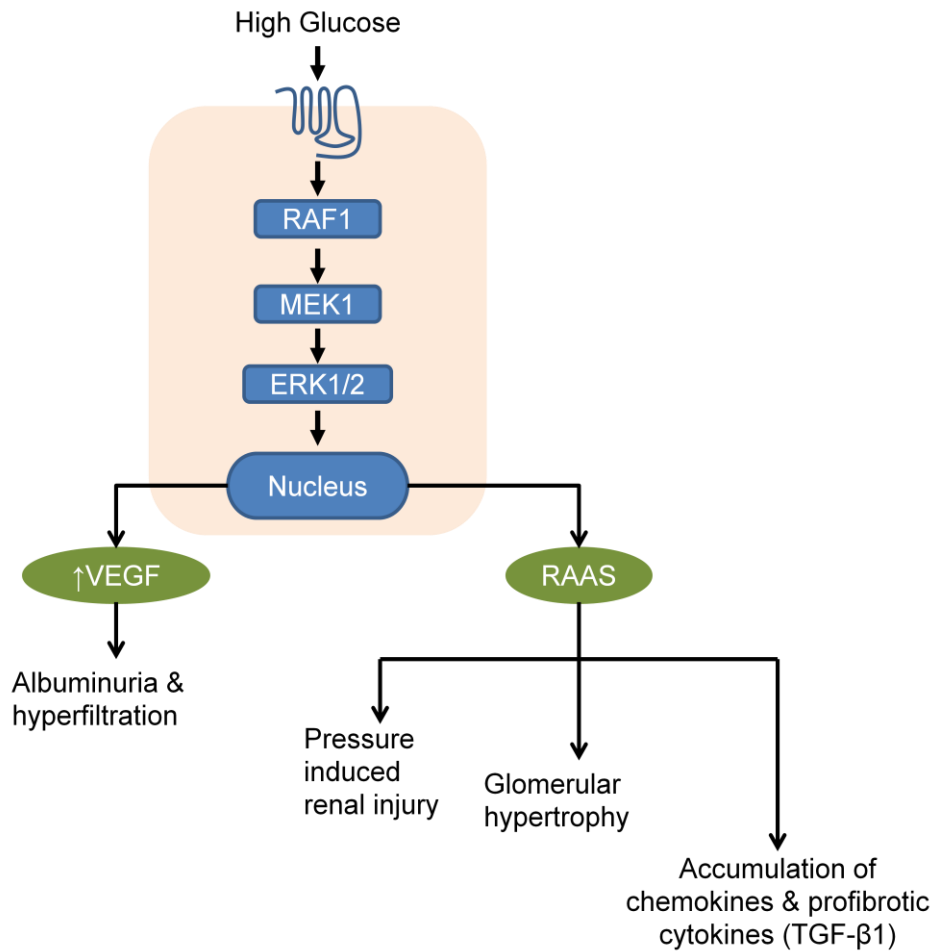 High Glucose
RAF1
MEK1
ERK1/2
Nucleus
↑VEGF
RAAS
Albuminuria &
hyperfiltration
Pressure
induced
renal injury
Glomerular
hypertrophy
Accumulation of
chemokines & profibrotic
cytokines (TGF-β1)